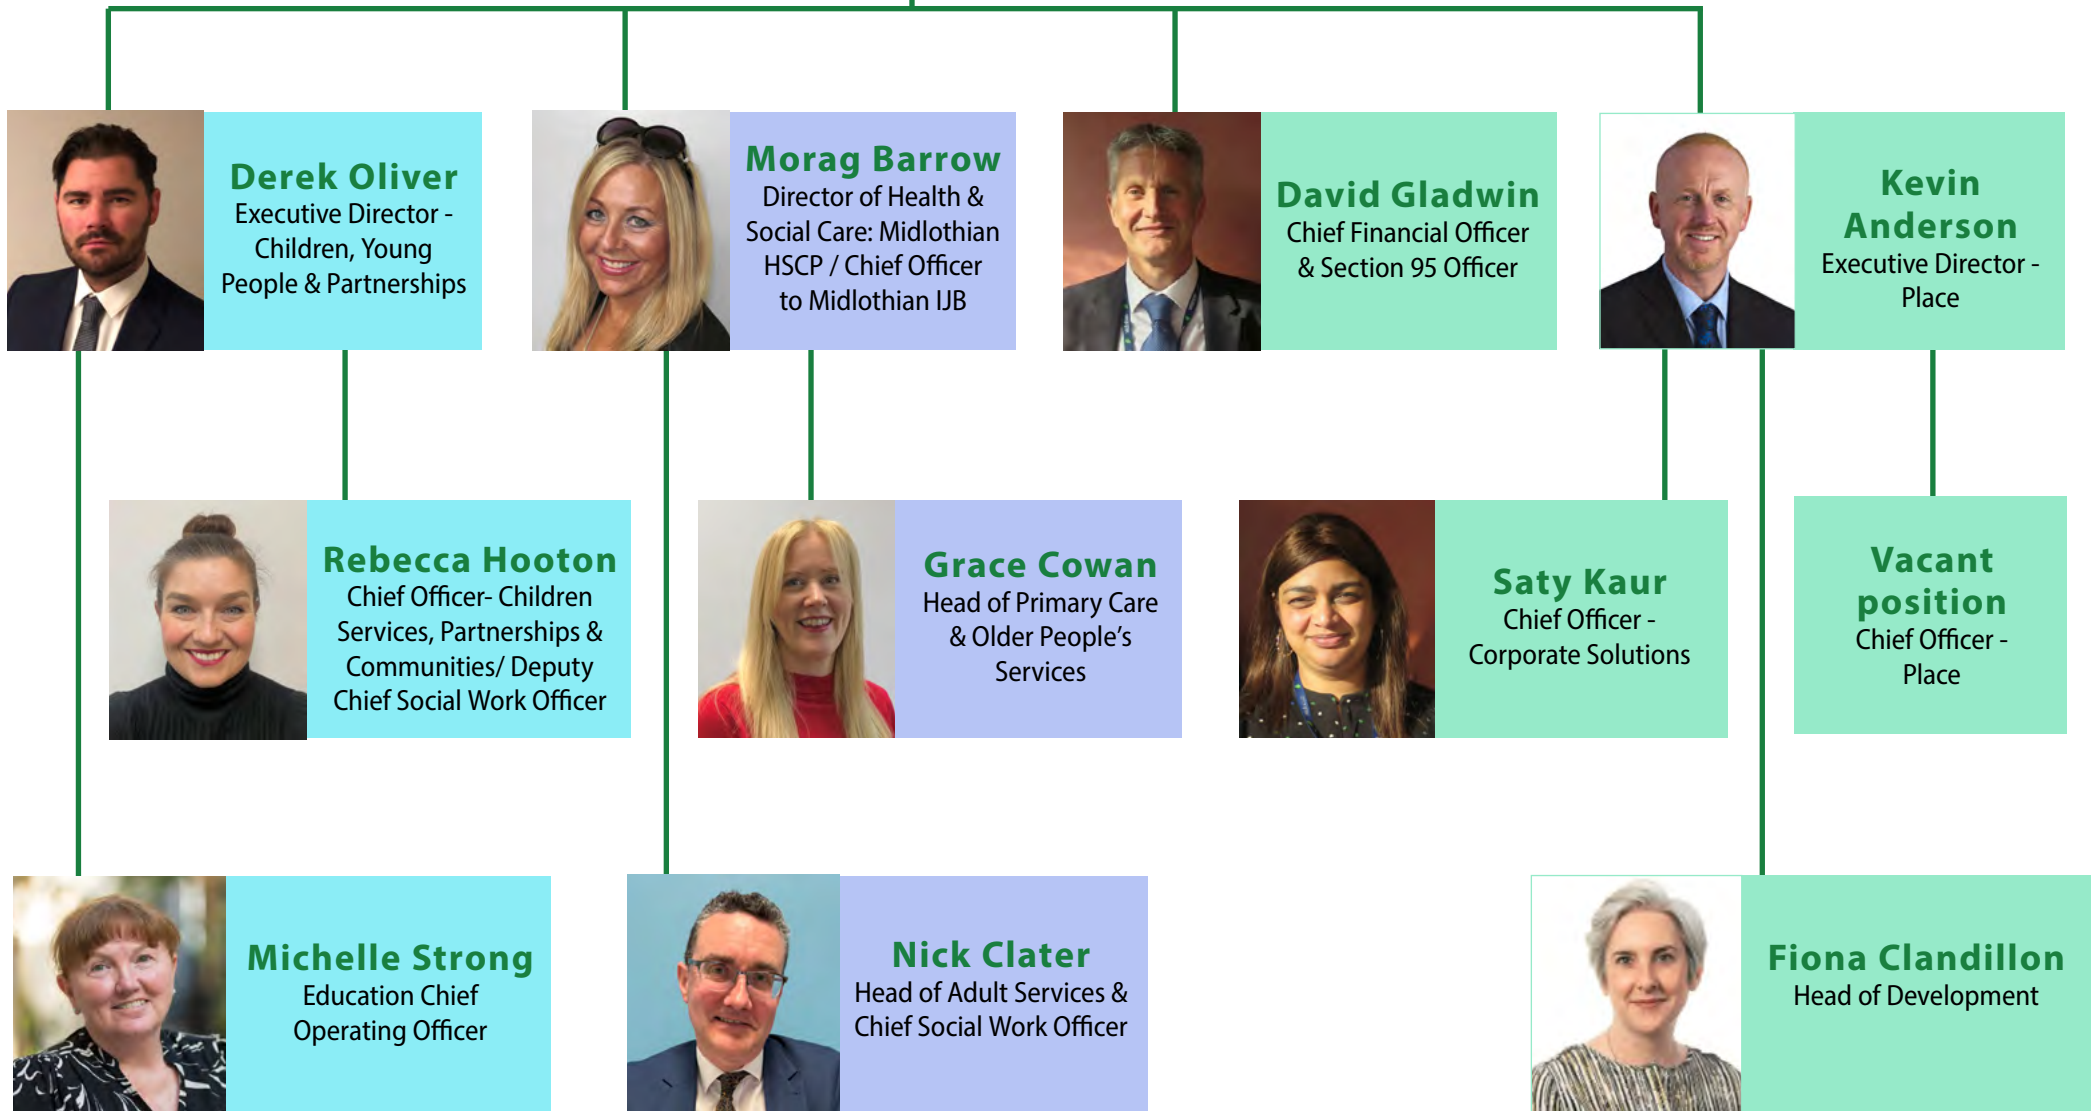 Derek Oliver
Executive Director -
Children, Young
People & Partnerships
Morag Barrow
Director of Health &
Social Care: Midlothian
HSCP / Chief Officer
to Midlothian IJB
David Gladwin
Chief Financial Officer
& Section 95 Officer
Kevin
Anderson
Executive Director -
Place
Rebecca Hooton
Chief Officer- Children
Services, Partnerships &
Communities/ Deputy
Chief Social Work Officer
Grace Cowan
Head of Primary Care
& Older People’s
Services
Saty Kaur
Chief Officer -
Corporate Solutions
Vacant
position
Chief Officer -
Place
Michelle Strong
Education Chief
Operating Officer
Nick Clater
Head of Adult Services &
Chief Social Work Officer
Fiona Clandillon
Head of Development